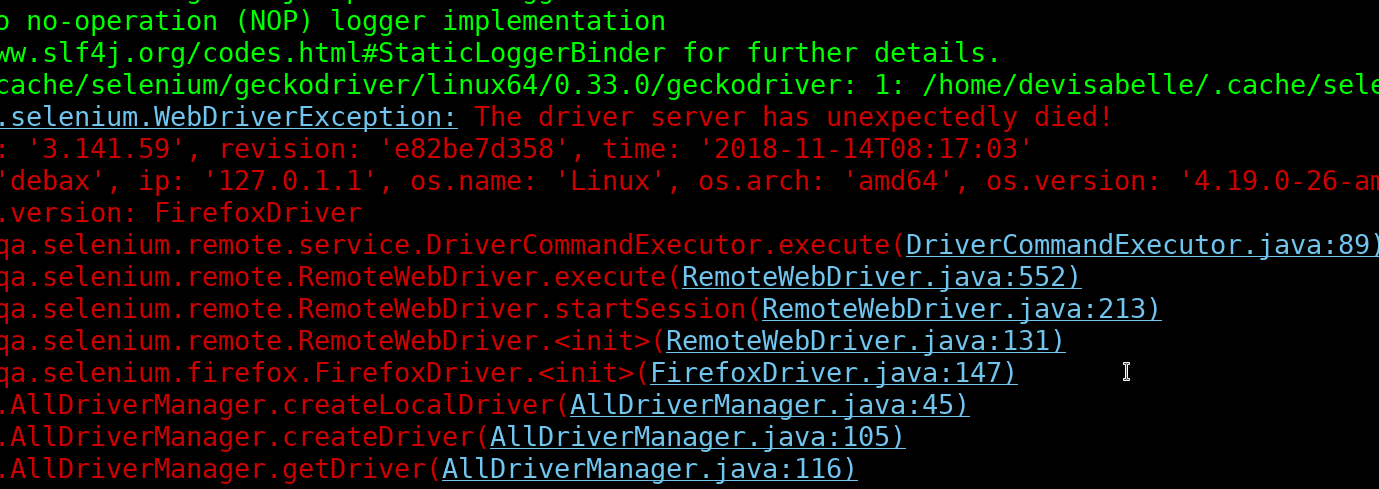 o no-operation (NOP) logger implementation
ww.slf4j.org/codes.html#StaticLoggerBinder for further details.
cache/selenium/geckodriver/linux64/0.33.0/geckodriver: 1: /home/devisabelle/.cache/sele
.selenium.WebDriverException: The driver server has unexpectedly died!
: '3.141.59', revision: 'e82be7d358', time: '2018-11-14T08:17:03'
'debax', ip: '127.0.1.1', os.name: 'Linux', os.arch: 'amd64', os.version: '4.19.0-26-am
.version: FirefoxDriver
qa.selenium.remote.service.DriverCommandExecutor.execute(DriverCommandExecutor.java:89)
qa.selenium.remote.RemoteWebDriver.execute(RemoteWebDriver.java:552)
qa.selenium.remote.RemoteWebDriver.startSession(RemoteWebDriver.java:213)
qa.selenium.remote.RemoteWebDriver.<init>(RemoteWebDriver.java:131)
qa.selenium.firefox.FirefoxDriver.<init>(FirefoxDriver.java:147)
.AllDriverManager.createLocalDriver(AllDriverManager.java:45)
.AllDriverManager.createDriver(AllDriverManager.java:105)
.AllDriverManager.getDriver(AllDriverManager.java:116)